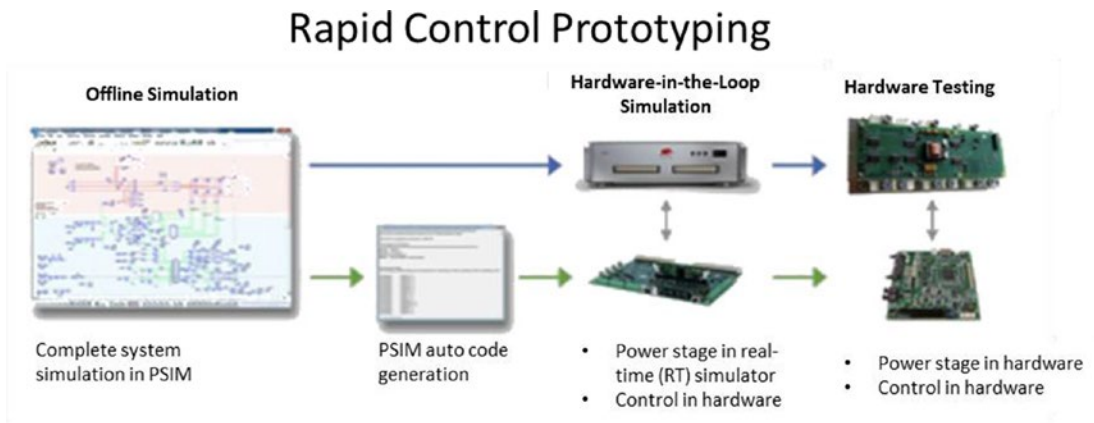 Rapid Control Prototyping
Offline Simulation
Hardware-in-the-Loop
Simulation
Hardware Testing
Complete system
simulation in PSIM
PSIM auto code
generation
• Power stage in real-
time (RT) simulator
• Control in hardware
• Power stage in hardware
• Control in hardware